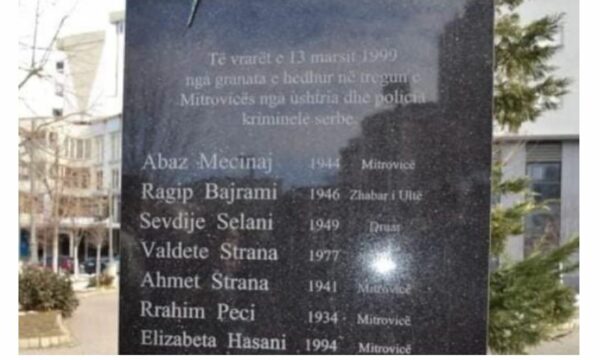 Të vrarët e 13 marsit 1999
nga granata e hedhur në tregun e
Mitrovicës nga ushtria dhe policia
kriminele serbe.
Abaz Mecinaj 1944 Mitrovicë
Ragip Bajrami 1946 Zhabar i Ultë
Sevdije Selani 1949
Valdete Strana 1977
Ahmet Strana 1941 Mitrovicë
Rrahim Peci 1934 Mitrovicë
Elizabeta Hasani 1994 Mitrovicë